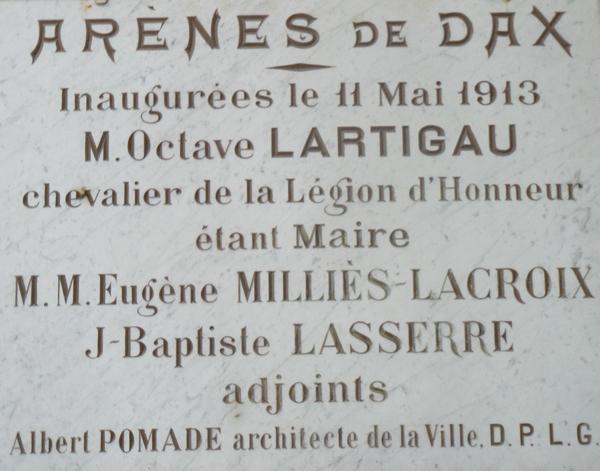 ARÈNES DE DAX
Inaugurées le 11 Mai 1913
M. Octave LARTIGAU
chevalier de la Légion d'Honneur
étant Maire
M. M. Eugène MILLIÈS-LACROIX
J-Baptiste LASSERRE
adjoints
Albert POMADE architecte de la Ville. D. P. L. G.